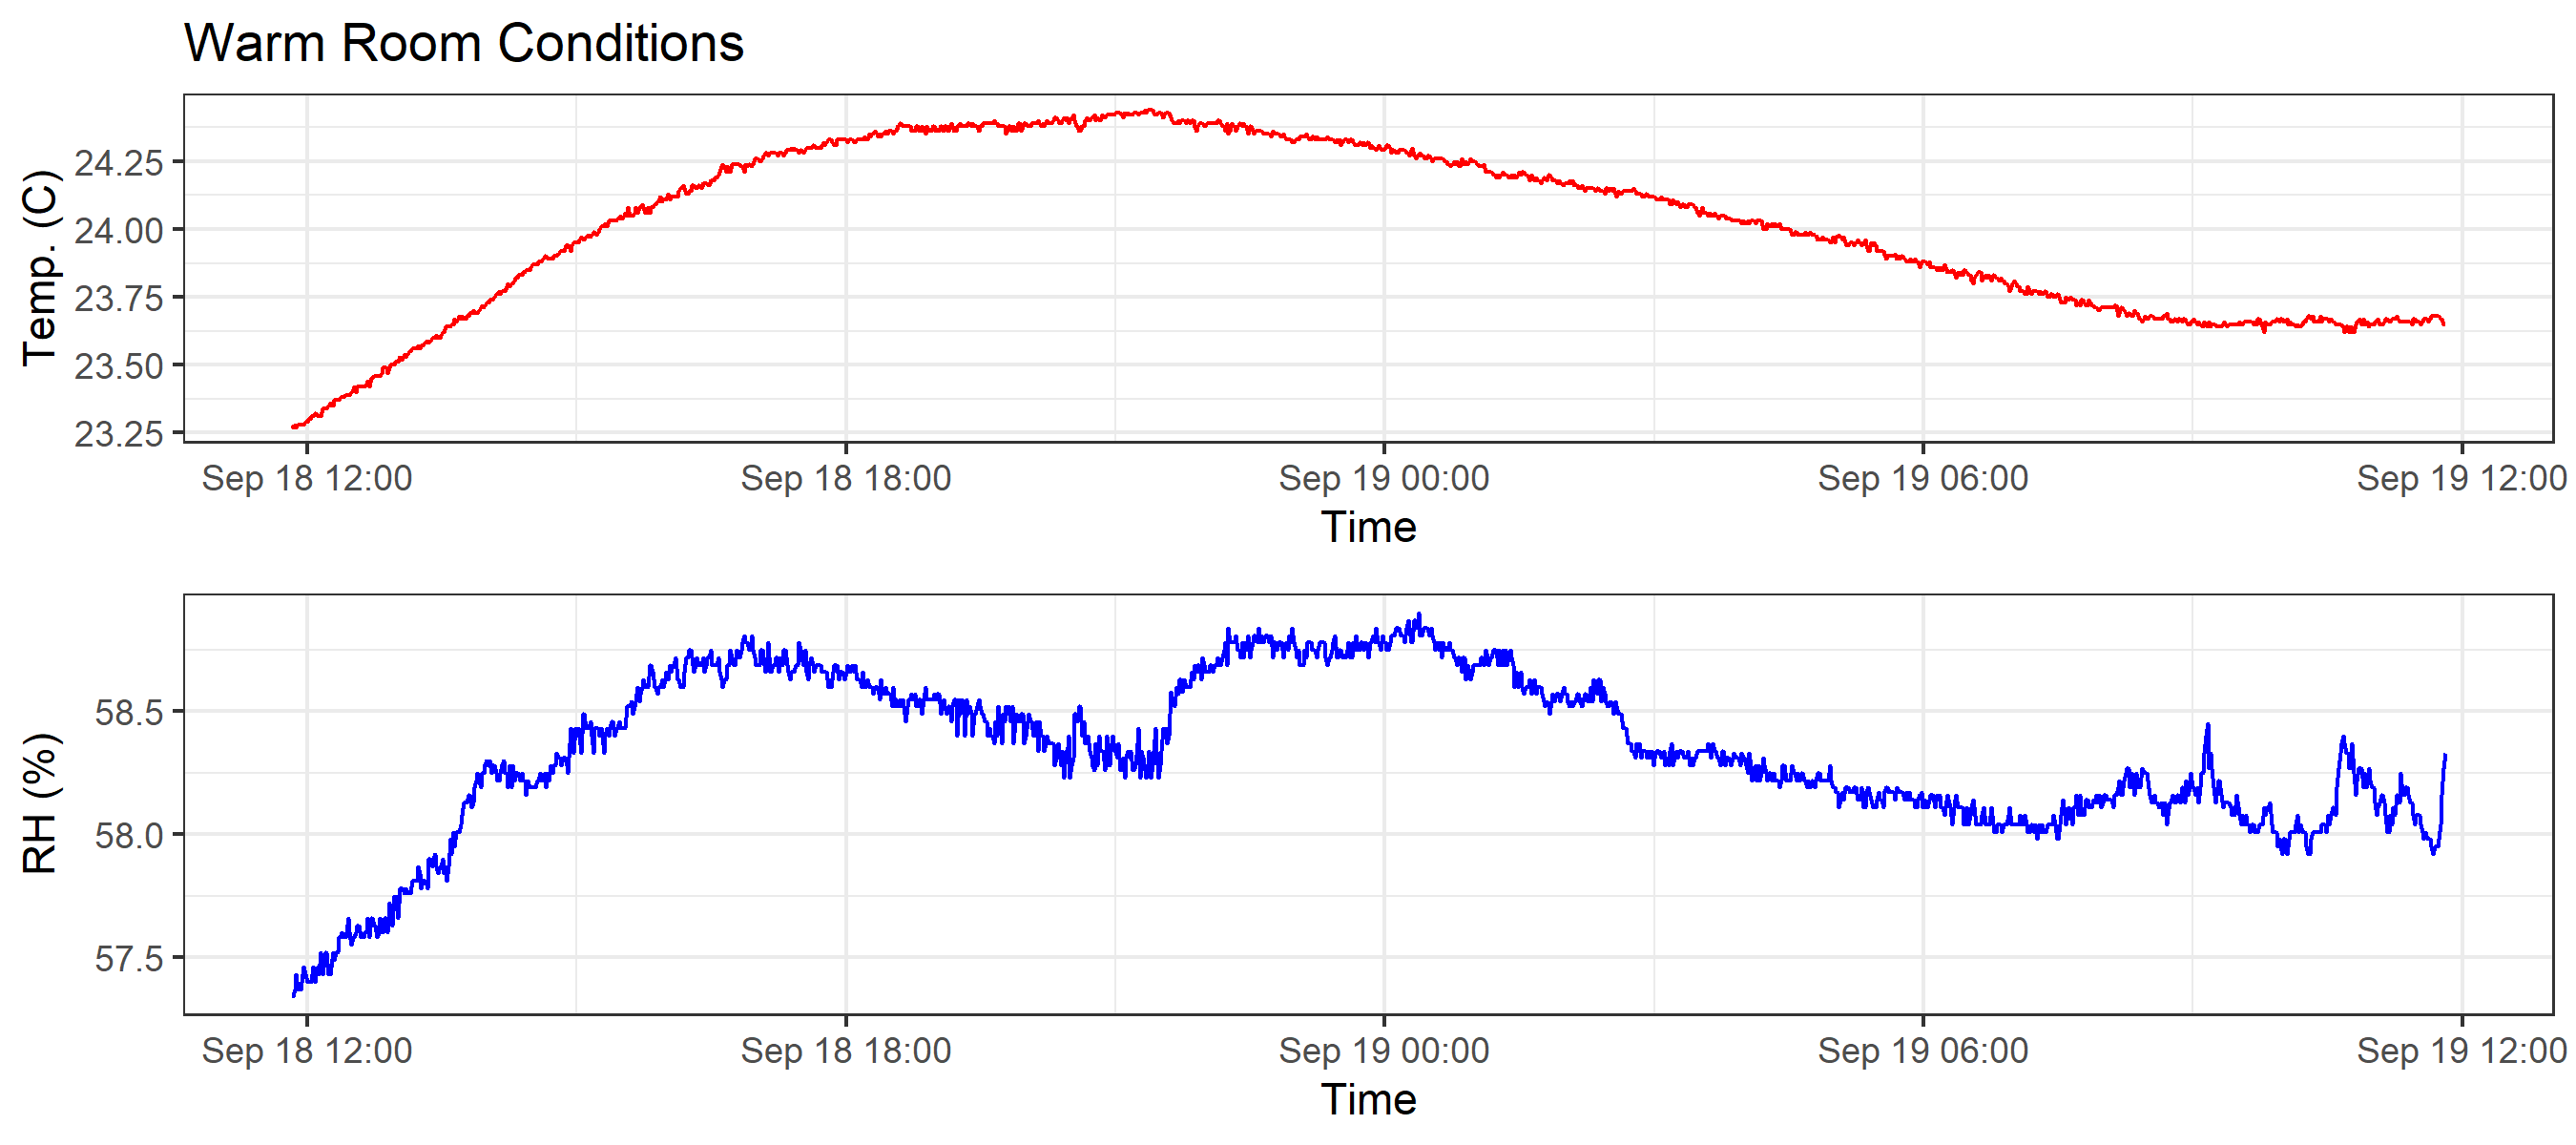 Warm Room Conditions
Temp. (C)
24.25
24.00
23.75
23.50
23.25
Sep 18 12:00 Sep 18 18:00 Sep 19 00:00 Sep 19 06:00 Sep 19 12:00
Time
RH (%)
58.5
58.0
57.5
Sep 18 12:00 Sep 18 18:00 Sep 19 00:00 Sep 19 06:00 Sep 19 12:00
Time